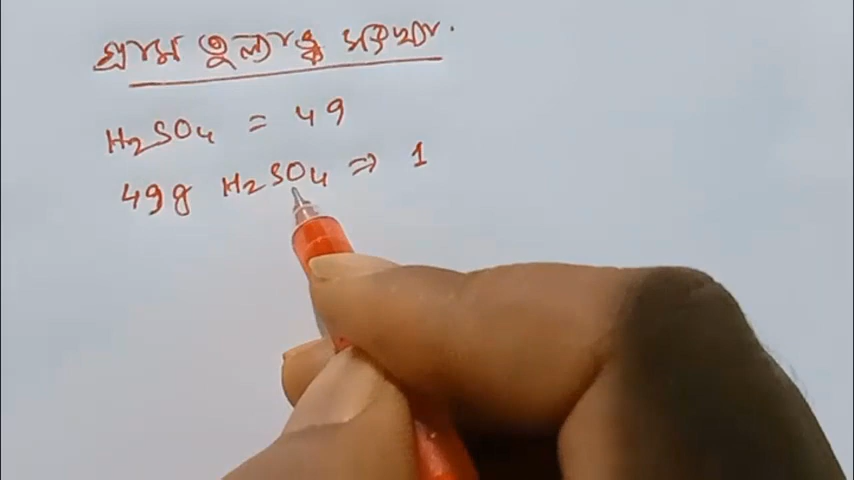 গ্রাম তুল্যাঙ্ক সংখ্যা.
H₂SO₄ = 49
49g H₂SO₄ ⇒ 1